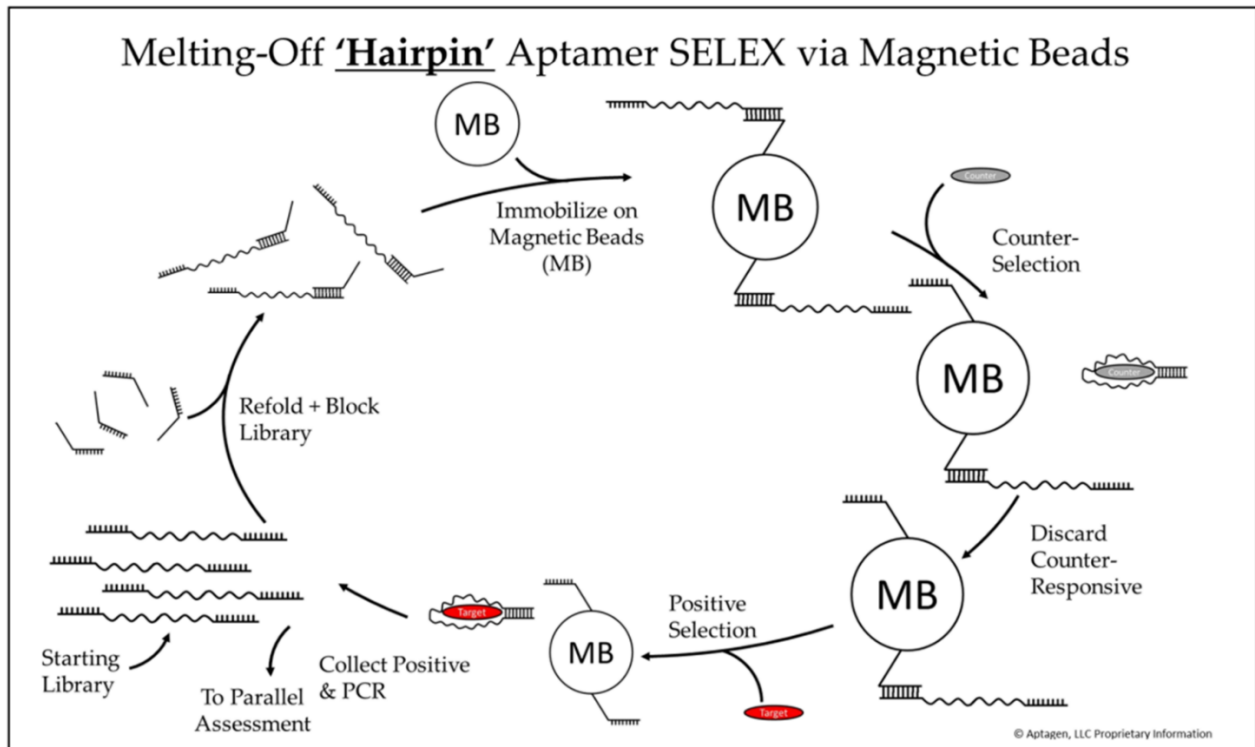 Melting-Off 'Hairpin' Aptamer SELEX via Magnetic Beads
MB
Immobilize on
Magnetic Beads
(MB)
MB
Counter
Counter-
Selection
MB
Counter
Discard
Counter-
Responsive
MB
Positive
Selection
Target
MB
Target
Collect Positive
& PCR
Starting
Library
To Parallel
Assessment
Refold + Block
Library
© Aptagen, LLC Proprietary Information